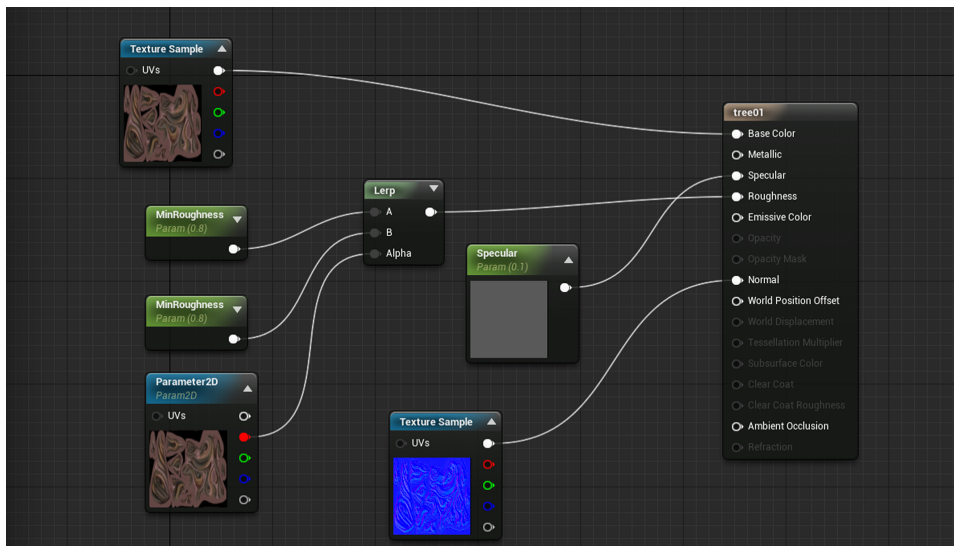 Texture Sample
UVs
MinRoughness
Param (0.8)
MinRoughness
Param (0.8)
Parameter2D
Param2D
UVs
Lerp
A
B
Alpha
Specular
Param (0.1)
Texture Sample
UVs
tree01
Base Color
Metallic
Specular
Roughness
Emissive Color
Opacity
Opacity Mask
Normal
World Position Offset
World Displacement
Tessellation Multiplier
Subsurface Color
Clear Coat
Clear Coat Roughness
Ambient Occlusion
Refraction